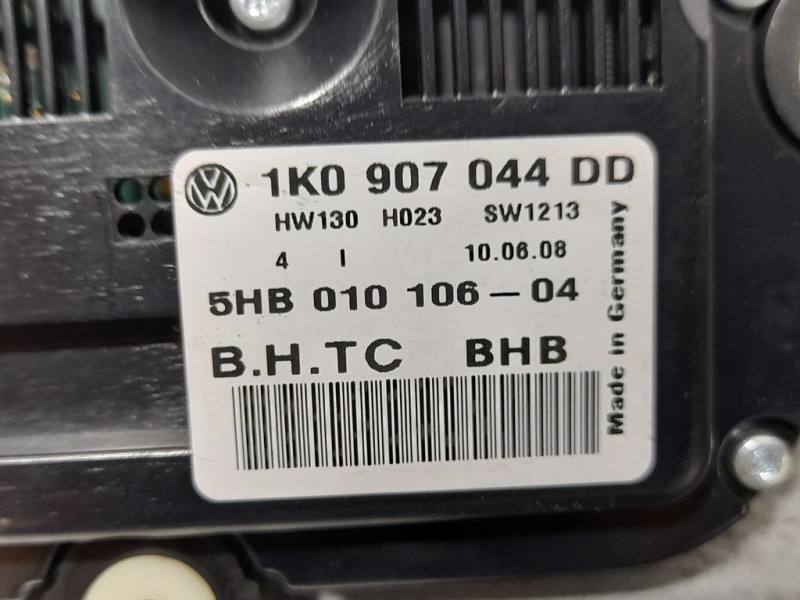 1K0 907 044 DD
HW130 H023 SW1213
4 I 10.06.08
5HB 010 106-04
B.H.TC BHB
Made in Germany